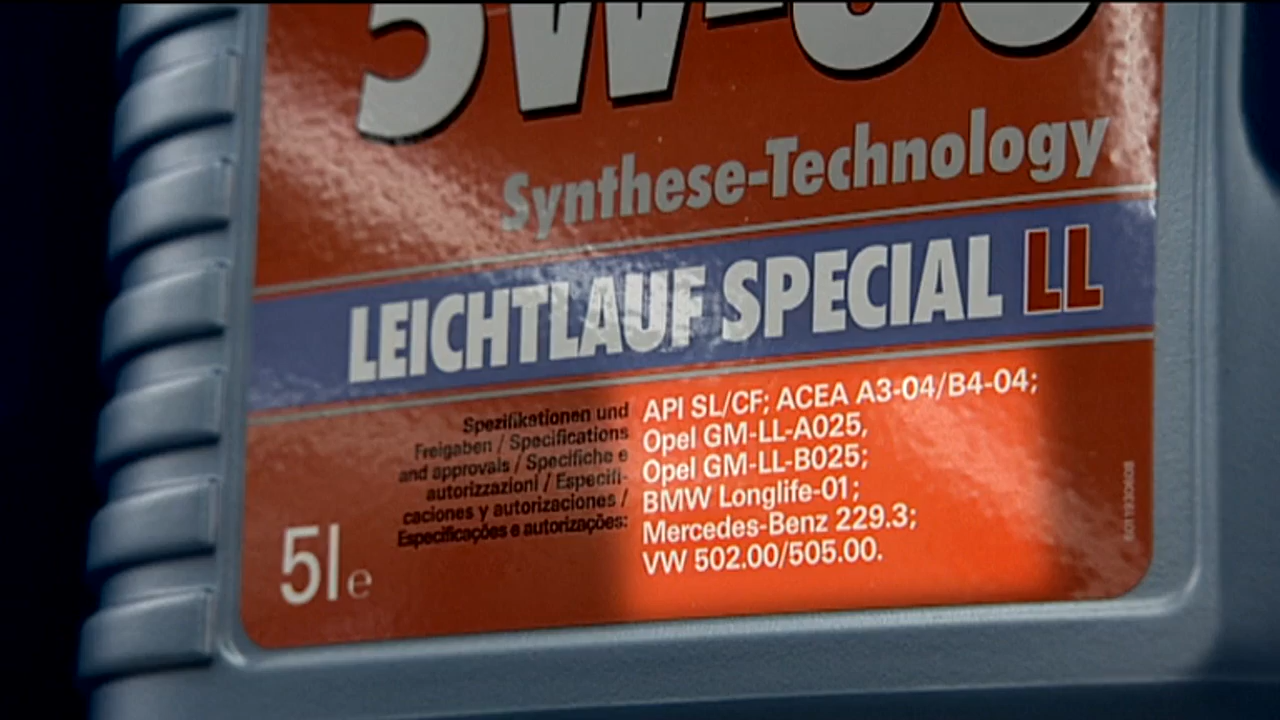 Synthese-Technology
LEICHTLAUF SPECIAL LL
Spezifikationen und
Freigaben / Specifications
and approvals / Specifiche e
autorizzazioni / Especifi-
caciones y autorizaciones /
Especificações e autorizações:
API SL/CF; ACEA A3-04/B4-04;
Opel GM-LL-A025,
Opel GM-LL-B025;
BMW Longlife-01;
Mercedes-Benz 229.3;
VW 502.00/505.00.
5l e